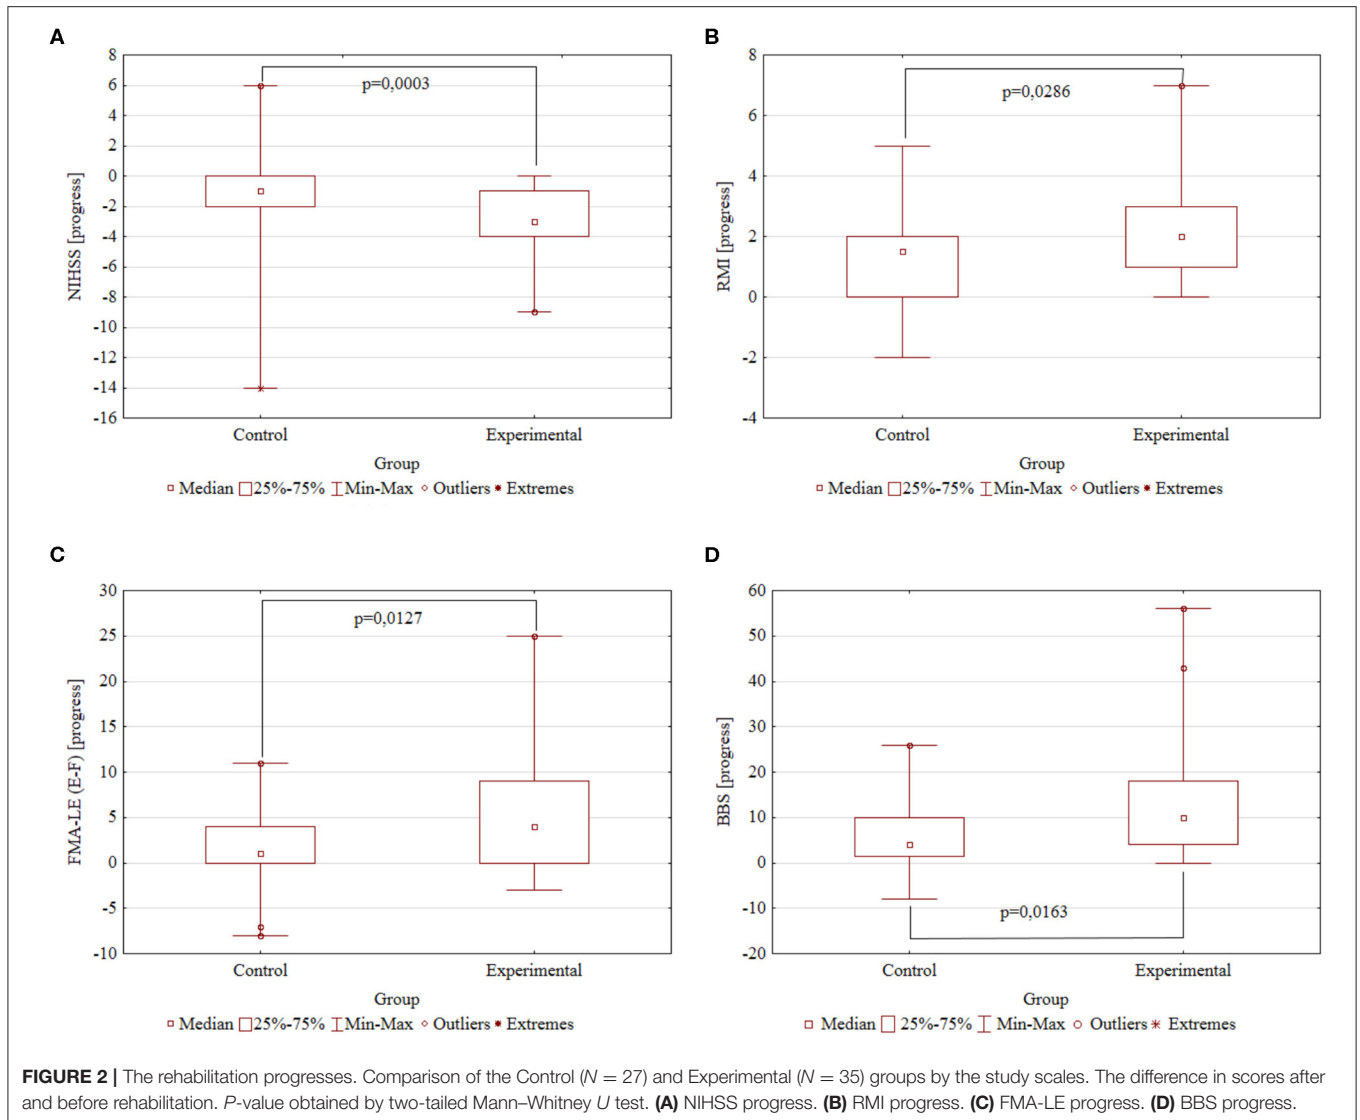 A
8
6
4
2
0
-2
-4
-6
-8
-10
-12
-14
-16
NIHSS [progress]
p=0,0003
Control Experimental
Group
Median 25%-75% Min-Max Outliers Extremes
B
8
6
4
2
0
-2
-4
RMI [progress]
p=0,0286
Control Experimental
Group
Median 25%-75% Min-Max Outliers Extremes
C
30
25
20
15
10
5
0
-5
-10
FMA-LE (E-F) [progress]
p=0,0127
Control Experimental
Group
Median 25%-75% Min-Max Outliers Extremes
D
60
50
40
30
20
10
0
-10
-20
BBS [progress]
p=0,0163
Control Experimental
Group
Median 25%-75% Min-Max Outliers Extremes
FIGURE 2 | The rehabilitation progresses. Comparison of the Control (N = 27) and Experimental (N = 35) groups by the study scales. The difference in scores after
and before rehabilitation. P-value obtained by two-tailed Mann–Whitney U test. (A) NIHSS progress. (B) RMI progress. (C) FMA-LE progress. (D) BBS progress.